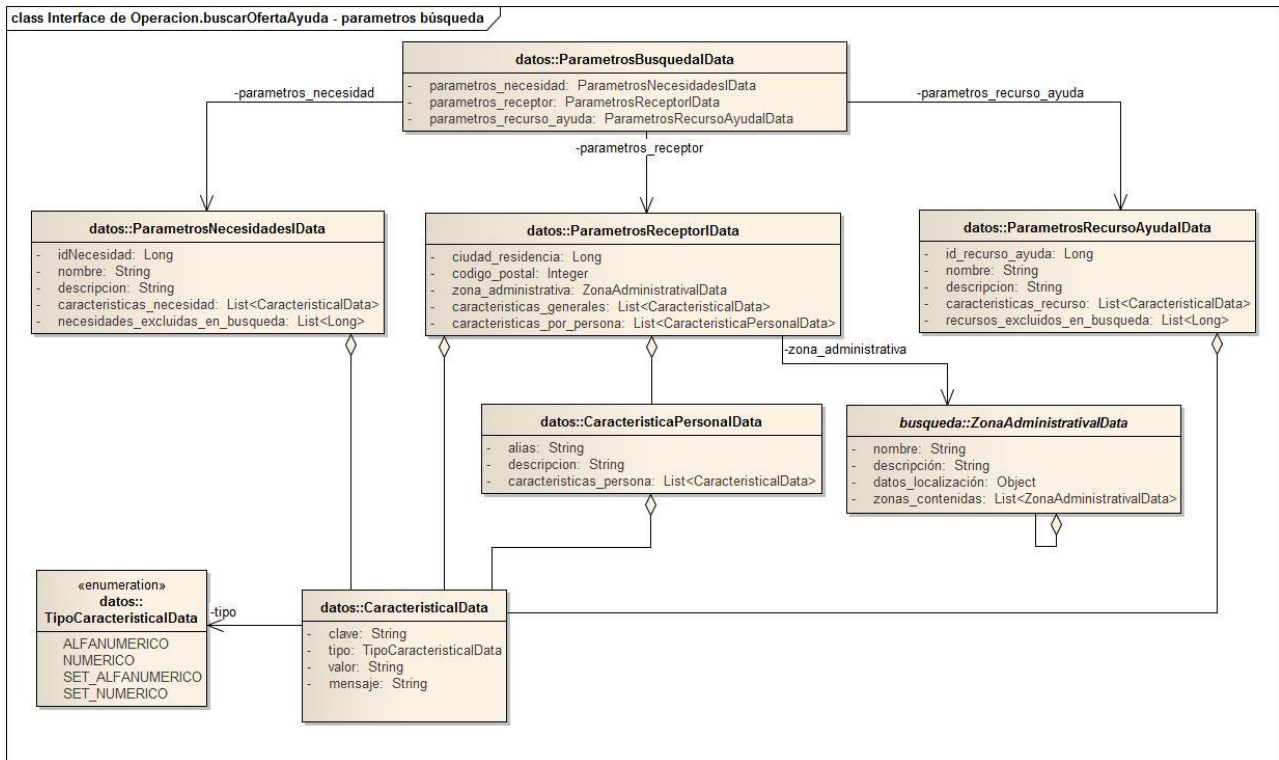 class Interface de Operacion.buscarOfertaAyuda - parametros búsqueda
datos::ParametrosBusquedaIData
- parametros_necesidad: ParametrosNecesidadesIData
- parametros_receptor: ParametrosReceptorIData
- parametros_recurso_ayuda: ParametrosRecursoAyudaIData
-parametros_necesidad
-parametros_receptor
-parametros_recurso_ayuda
datos::ParametrosNecesidadesIData
- idNecesidad: Long
- nombre: String
- descripcion: String
- caracteristicas_necesidad: List<CaracteristicaIData>
- necesidades_excluidas_en_busqueda: List<Long>
datos::ParametrosReceptorIData
- ciudad_residencia: Long
- codigo_postal: Integer
- zona_administrativa: ZonaAdministrativaIData
- caracteristicas_generales: List<CaracteristicaIData>
- caracteristicas_por_persona: List<CaracteristicaPersonaIData>
datos::ParametrosRecursoAyudaIData
- id_recurso_ayuda: Long
- nombre: String
- descripcion: String
- caracteristicas_recurso: List<CaracteristicaIData>
- recursos_excluidos_en_busqueda: List<Long>
-zona_administrativa
datos::CaracteristicaPersonaIData
- alias: String
- descripcion: String
- caracteristicas_persona: List<CaracteristicaIData>
busqueda::ZonaAdministrativaIData
- nombre: String
- descripción: String
- datos_localización: Object
- zonas_contenidas: List<ZonaAdministrativaIData>
«enumeration»
datos::
TipoCaracteristicaIData
ALFANUMERICO
NUMERICO
SET_ALFANUMERICO
SET_NUMERICO
-tipo
datos::CaracteristicaIData
- clave: String
- tipo: TipoCaracteristicaIData
- valor: String
- mensaje: String